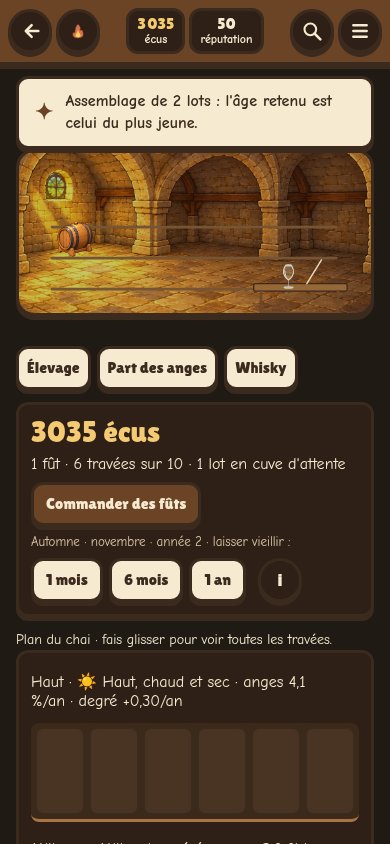 3035
écus
50
réputation
Assemblage de 2 lots : l'âge retenu est
celui du plus jeune.
Élevage
Part des anges
Whisky
3035 écus
1 fût · 6 travées sur 10 · 1 lot en cuve d'attente
Commander des fûts
Automne · novembre · année 2 · laisser vieillir :
1 mois
6 mois
1 an
i
Plan du chai · fais glisser pour voir toutes les travées.
Haut · ☀️ Haut, chaud et sec · anges 4,1
%/an · degré +0,30/an